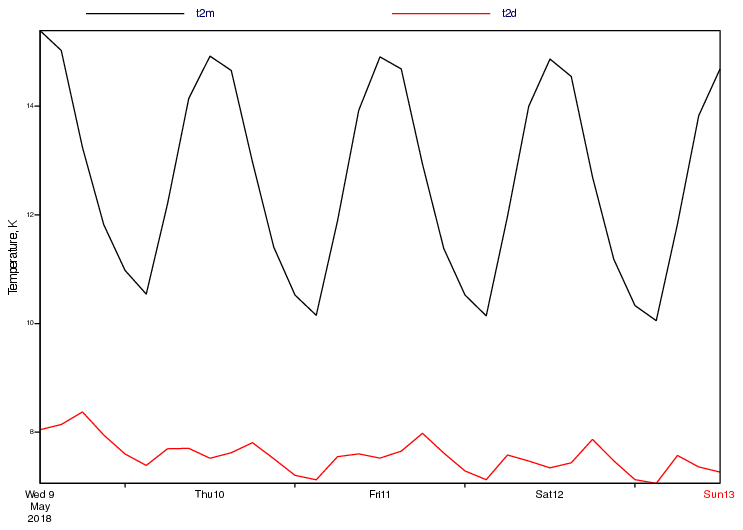 t2m t2d
Temperature, K
14
12
10
8
Wed 9 Thu10 Fri11 Sat12 Sun13
May
2018